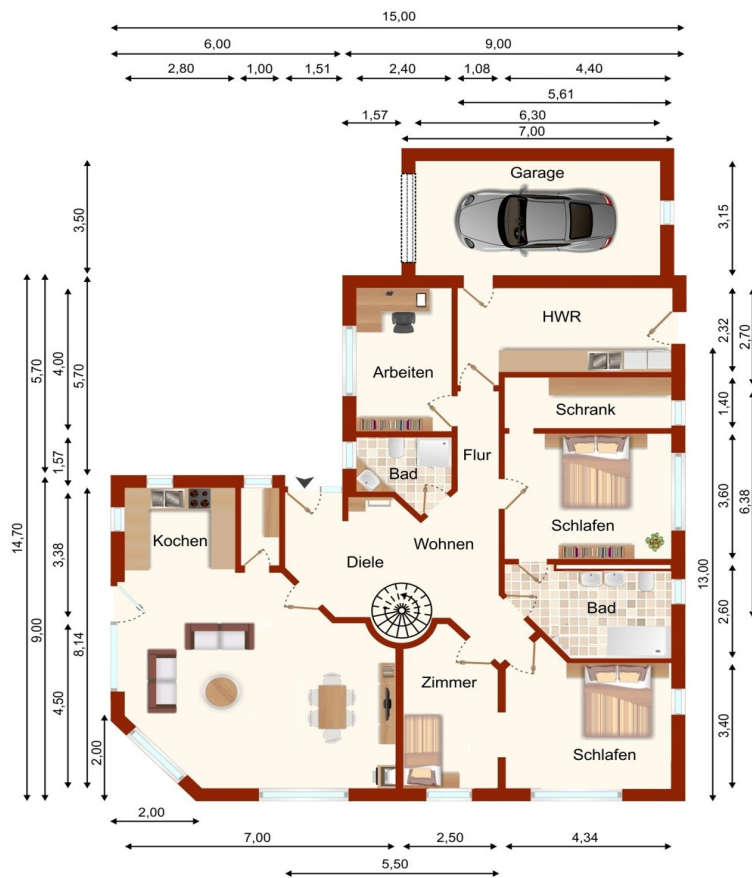 15,00
6,00
9,00
2,80
1,00
1,51
2,40
1,08
4,40
5,61
1,57
6,30
7,00
Garage
3,50
3,15
HWR
Arbeiten
Schrank
Bad
Flur
Kochen
Schlafen
Wohnen
Diele
Bad
Zimmer
Schlafen
14,70
5,70
9,00
4,00
1,57
3,38
4,50
5,70
8,14
2,00
2,32
2,70
1,40
3,60
6,38
13,00
2,60
3,40
2,00
7,00
2,50
4,34
5,50